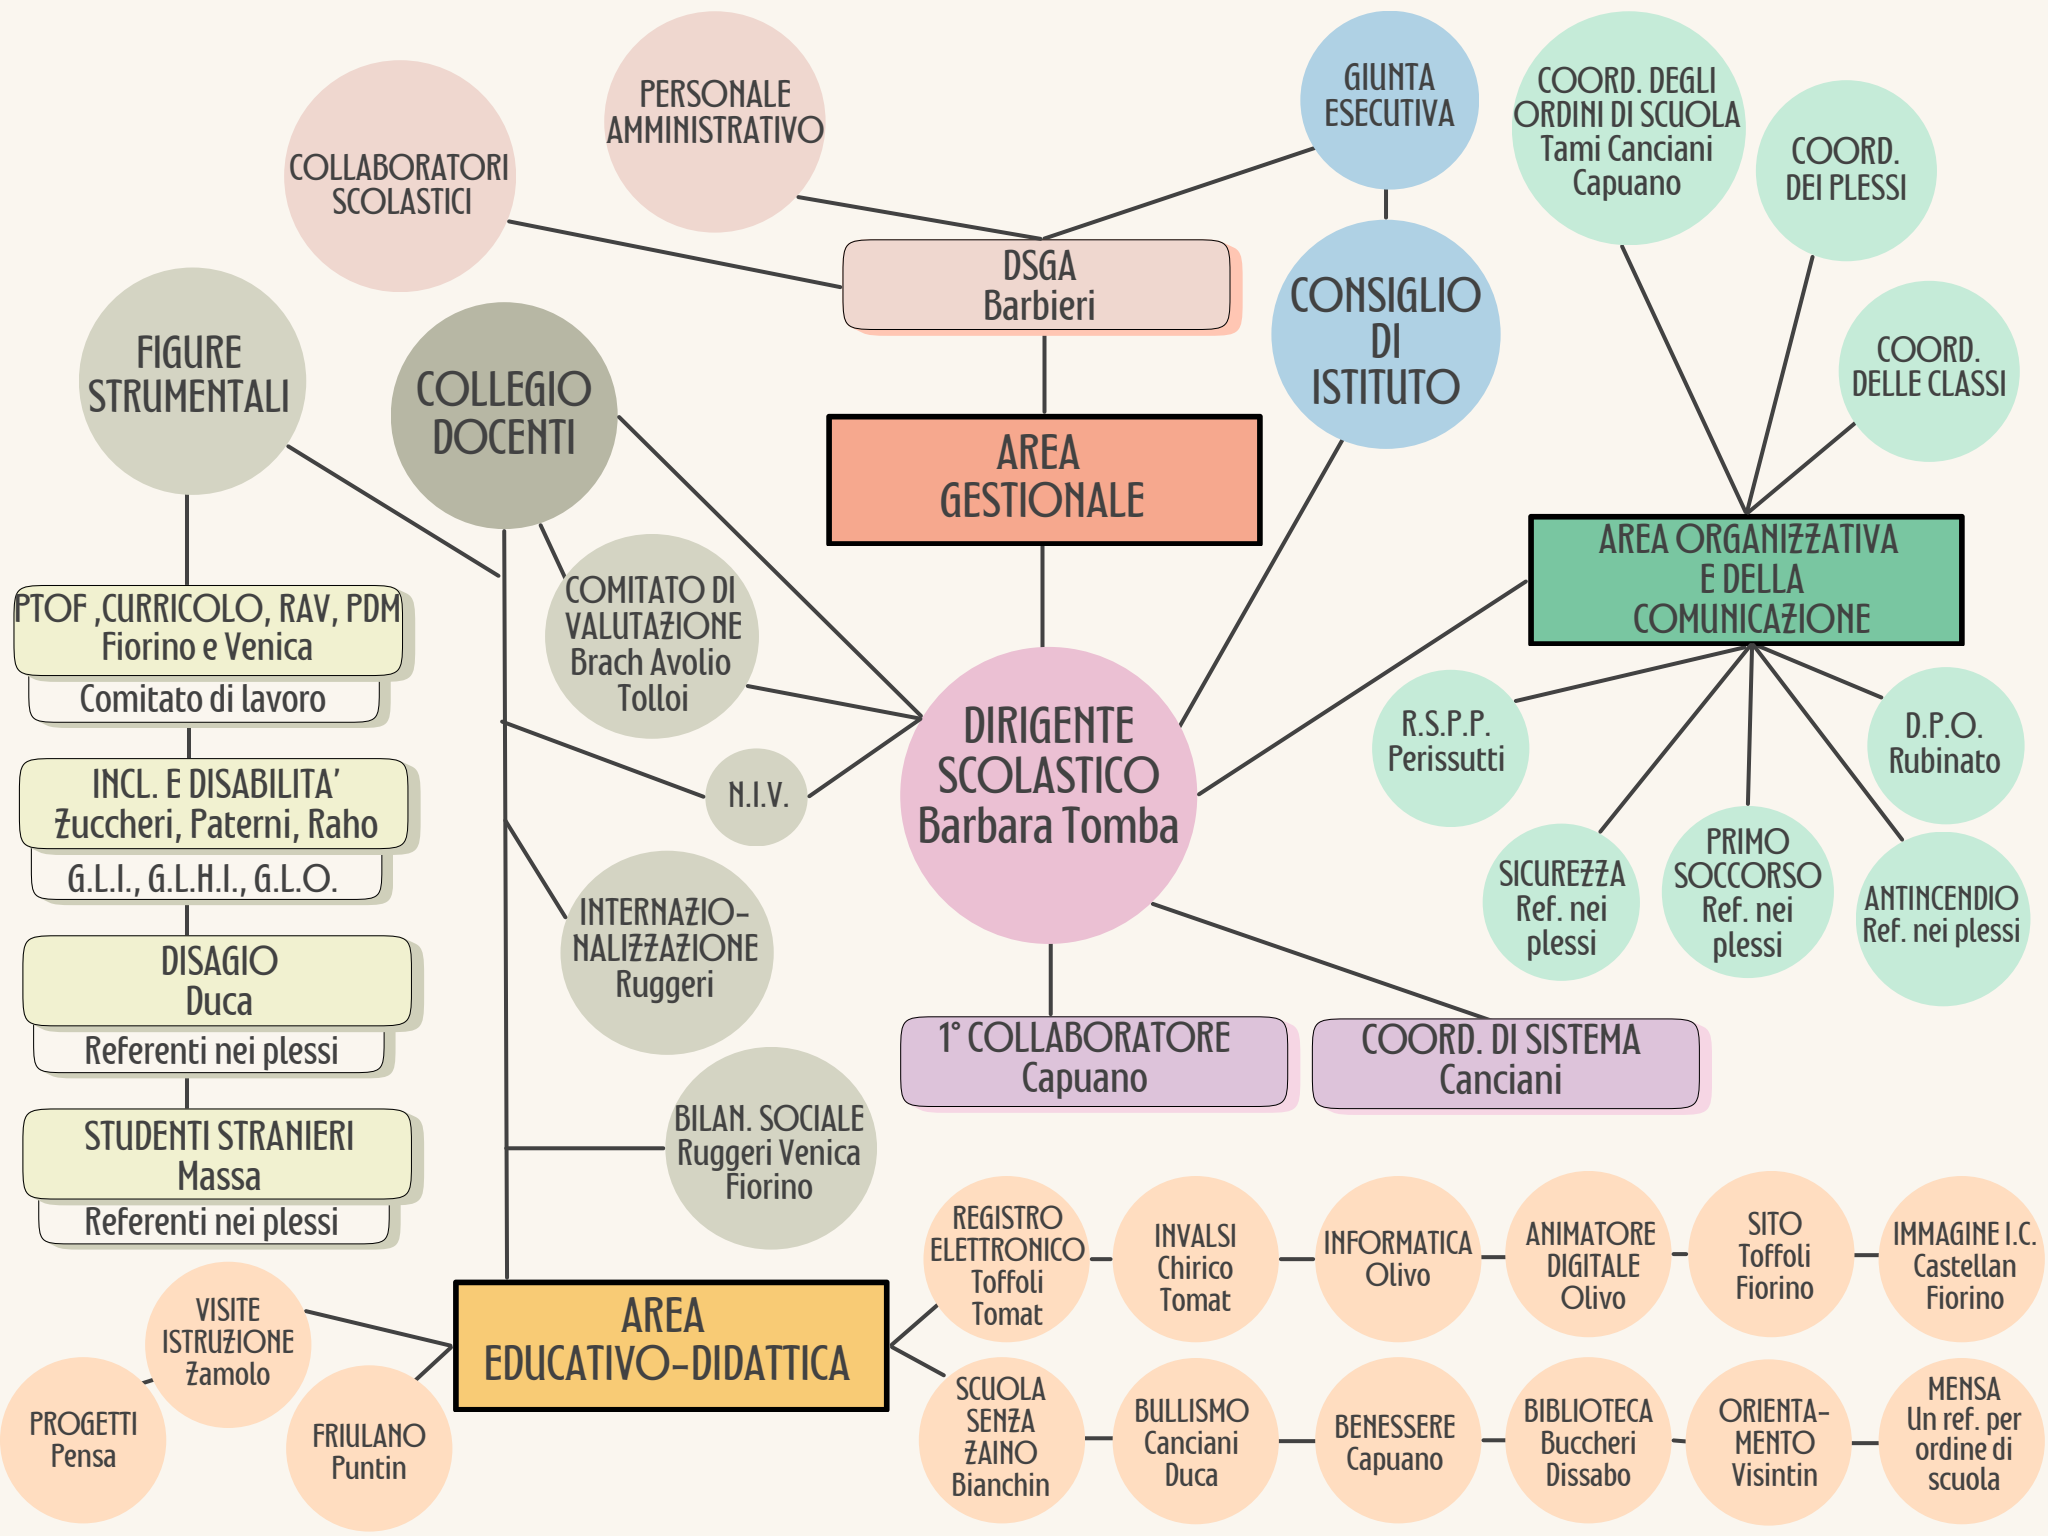 COLLABORATORI
SCOLASTICI
PERSONALE
AMMINISTRATIVO
GIUNTA
ESECUTIVA
COORD. DEGLI
ORDINI DI SCUOLA
Tami Canciani
Capuano
COORD.
DEI PLESSI
COORD.
DELLE CLASSI
DSGA
Barbieri
CONSIGLIO
DI
ISTITUTO
FIGURE
STRUMENTALI
COLLEGIO
DOCENTI
AREA
GESTIONALE
AREA ORGANIZZATIVA
E DELLA
COMUNICAZIONE
PTOF ,CURRICOLO, RAV, PDM
Fiorino e Venica
Comitato di lavoro
INCL. E DISABILITA’
Zuccheri, Paterni, Raho
G.L.I., G.L.H.I., G.L.O.
DISAGIO
Duca
Referenti nei plessi
STUDENTI STRANIERI
Massa
Referenti nei plessi
COMITATO DI
VALUTAZIONE
Brach Avolio
Tolloi
N.I.V.
INTERNAZIO-
NALIZZAZIONE
Ruggeri
BILAN. SOCIALE
Ruggeri Venica
Fiorino
DIRIGENTE
SCOLASTICO
Barbara Tomba
1° COLLABORATORE
Capuano
COORD. DI SISTEMA
Canciani
R.S.P.P.
Perissutti
D.P.O.
Rubinato
SICUREZZA
Ref. nei
plessi
PRIMO
SOCCORSO
Ref. nei
plessi
ANTINCENDIO
Ref. nei plessi
VISITE
ISTRUZIONE
Zamolo
PROGETTI
Pensa
FRIULANO
Puntin
AREA
EDUCATIVO-DIDATTICA
REGISTRO
ELETTRONICO
Toffoli
Tomat
INVALSI
Chirico
Tomat
INFORMATICA
Olivo
ANIMATORE
DIGITALE
Olivo
SITO
Toffoli
Fiorino
IMMAGINE I.C.
Castellan
Fiorino
SCUOLA
SENZA
ZAINO
Bianchin
BULLISMO
Canciani
Duca
BENESSERE
Capuano
BIBLIOTECA
Buccheri
Dissabo
ORIENTA-
MENTO
Visintin
MENSA
Un ref. per
ordine di
scuola